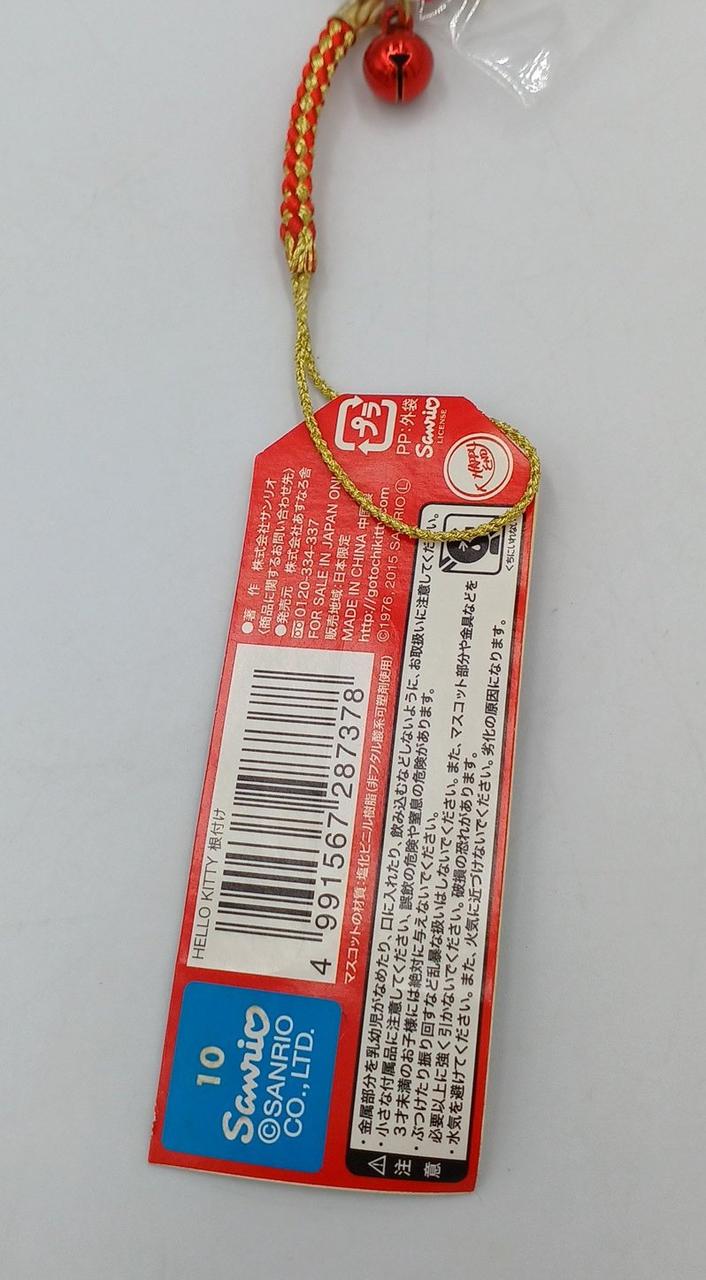 プラ
PP:外袋
Sanrio
LICENSE
K HAPPY END
●著 作 株式会社サンリオ
〈商品に関するお問い合わせ先〉
●発売元 株式会社あすなろ舎
0120-334-337
FOR SALE IN JAPAN ONL
販売地域:日本限定
MADE IN CHINA 中国製
http://gotochikitty.com
©1976, 2015 SANRIO Ⓛ
HELLO KITTY 根付け
4 991567 287378
マスコットの材質:塩化ビニル樹脂(非フタル酸系可塑剤使用)
10
Sanrio
©SANRIO
CO.,LTD.
注意
・金属部分を乳幼児がなめたり、口に入れたり、飲み込むなどしないように、お取扱いに注意してください。
・小さな付属品に注意してください、誤飲の危険や窒息の危険があります。
3才未満のお子様には絶対に与えないでください。
・ぶつけたり振り回すなど乱暴な扱いはしないでください。また、マスコット部分や金具などを
必要以上に強く引かないでください。破損の恐れがあります。
・水気を避けてください。また、火気に近づけないでください。劣化の原因になります。
くちにいれない